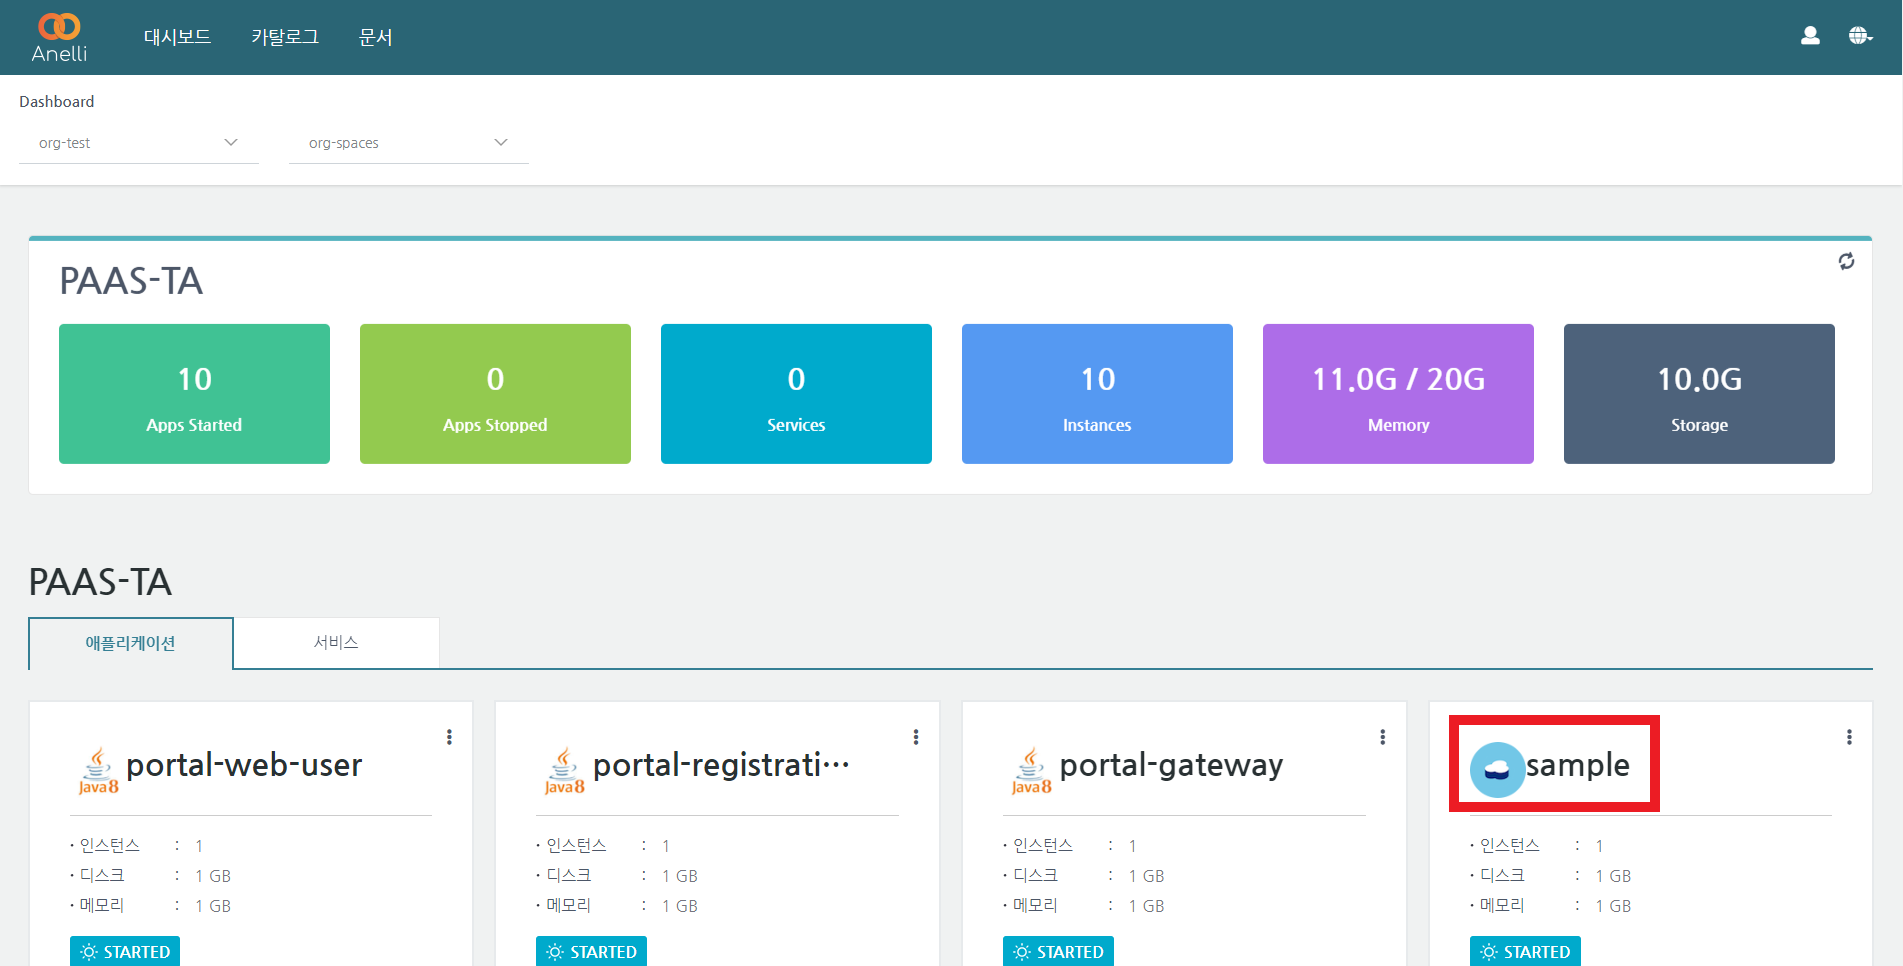 Anelli
대시보드 카탈로그 문서
Dashboard
org-test org-spaces
PAAS-TA
10 0 0 10 11.0G / 20G 10.0G
Apps Started Apps Stopped Services Instances Memory Storage
PAAS-TA
애플리케이션 서비스
Java8 portal-web-user
· 인스턴스 : 1
· 디스크 : 1 GB
· 메모리 : 1 GB
STARTED
Java8 portal-registrati···
· 인스턴스 : 1
· 디스크 : 1 GB
· 메모리 : 1 GB
STARTED
Java8 portal-gateway
· 인스턴스 : 1
· 디스크 : 1 GB
· 메모리 : 1 GB
STARTED
sample
· 인스턴스 : 1
· 디스크 : 1 GB
· 메모리 : 1 GB
STARTED